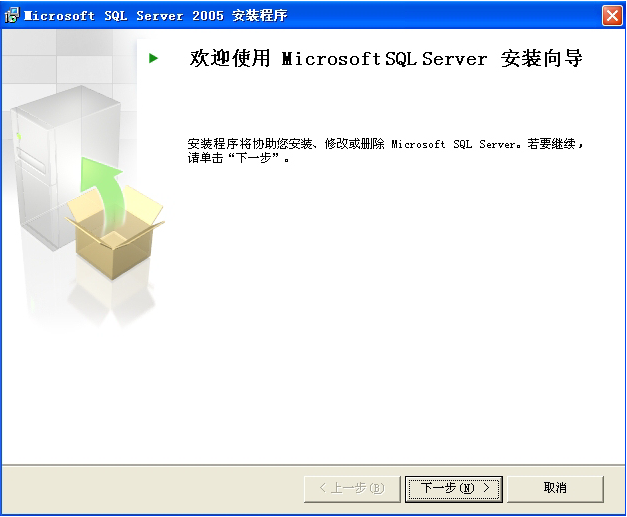 Microsoft SQL Server 2005 安装程序
欢迎使用 Microsoft SQL Server 安装向导
安装程序将协助您安装、修改或删除 Microsoft SQL Server。若要继续，
请单击“下一步”。
< 上一步(B)
下一步(N) >
取消